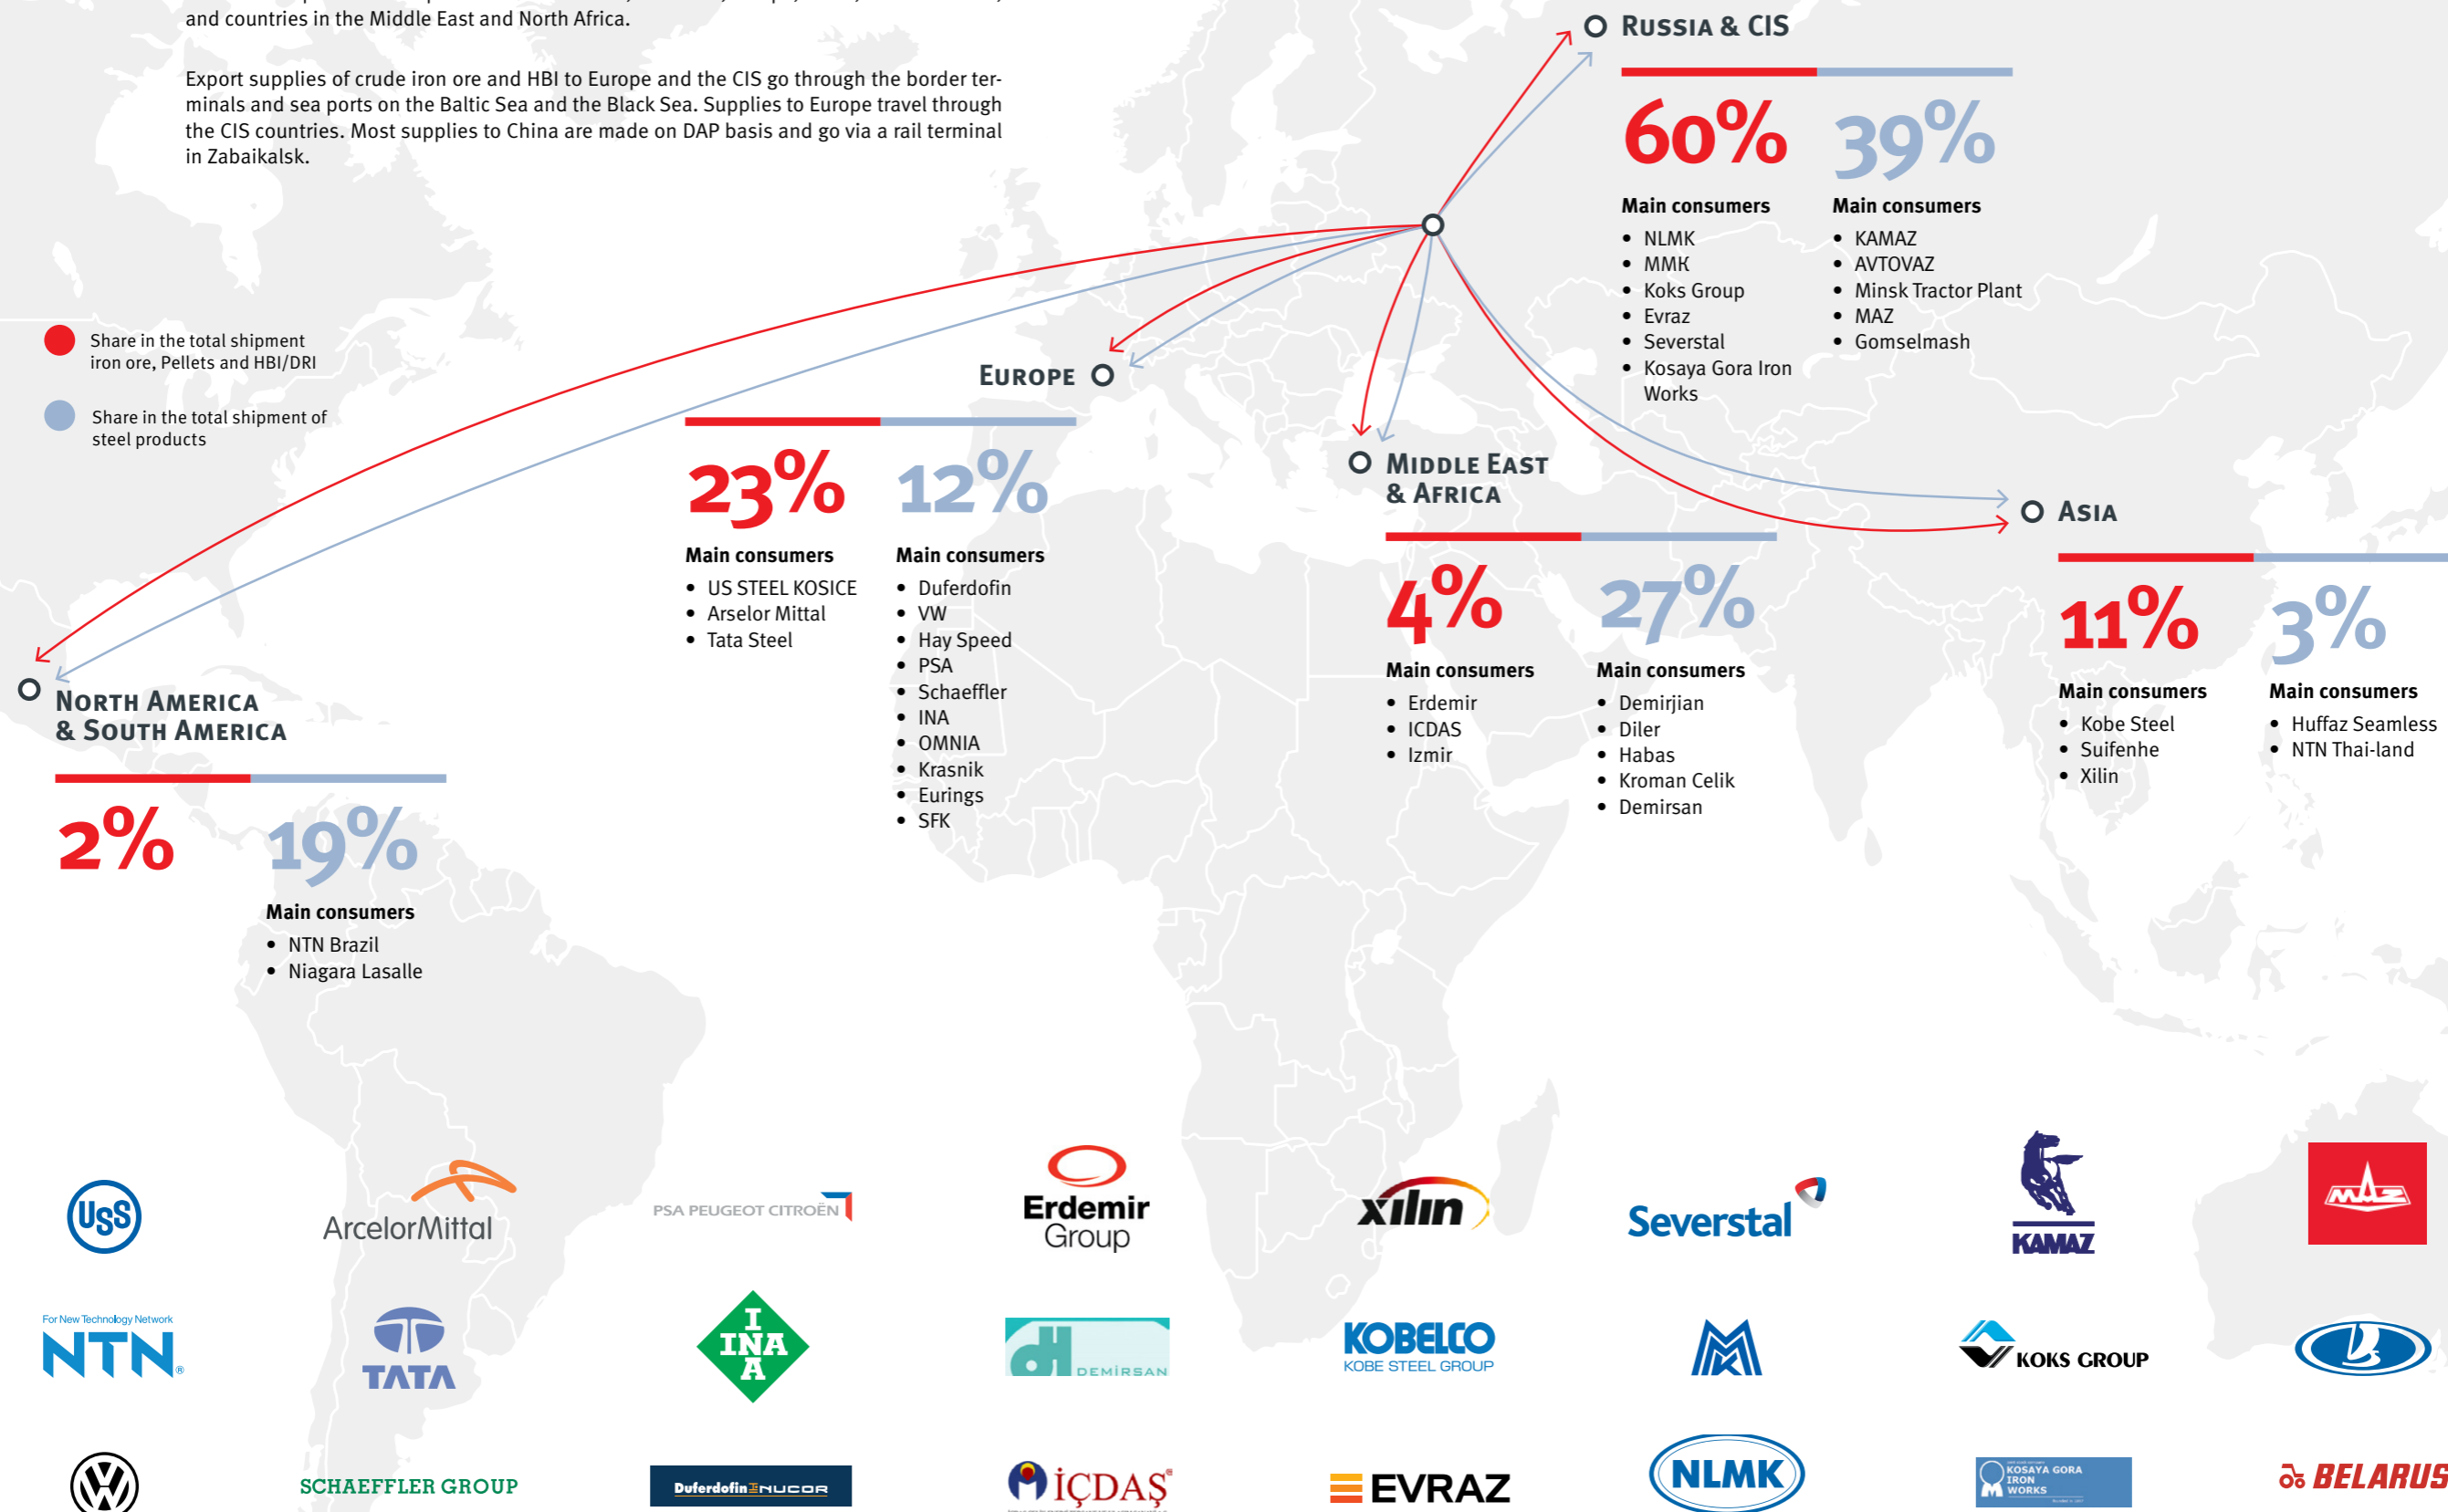 and countries in the Middle East and North Africa.
Export supplies of crude iron ore and HBI to Europe and the CIS go through the border ter-
minals and sea ports on the Baltic Sea and the Black Sea. Supplies to Europe travel through
the CIS countries. Most supplies to China are made on DAP basis and go via a rail terminal
in Zabaikalsk.
Share in the total shipment
iron ore, Pellets and HBI/DRI
Share in the total shipment of
steel products
RUSSIA & CIS
60%
Main consumers
• NLMK
• MMK
• Koks Group
• Evraz
• Severstal
• Kosaya Gora Iron
Works
39%
Main consumers
• KAMAZ
• AVTOVAZ
• Minsk Tractor Plant
• MAZ
• Gomselmash
EUROPE
23%
Main consumers
• US STEEL KOSICE
• Arselor Mittal
• Tata Steel
12%
Main consumers
• Duferdofin
• VW
• Hay Speed
• PSA
• Schaeffler
• INA
• OMNIA
• Krasnik
• Eurings
• SFK
MIDDLE EAST
& AFRICA
4%
Main consumers
• Erdemir
• ICDAS
• Izmir
27%
Main consumers
• Demirjian
• Diler
• Habas
• Kroman Celik
• Demirsan
ASIA
11%
Main consumers
• Kobe Steel
• Suifenhe
• Xilin
3%
Main consumers
• Huffaz Seamless
• NTN Thai-land
NORTH AMERICA
& SOUTH AMERICA
2%
19%
Main consumers
• NTN Brazil
• Niagara Lasalle
USS
ArcelorMittal
PSA PEUGEOT CITROËN
Erdemir
Group
xilin
Severstal
KAMAZ
MAZ
For New Technology Network
NTN®
TATA
I
INA
A
DEMİRSAN
KOBELCO
KOBE STEEL GROUP
MMK
KOKS GROUP
VW
SCHAEFFLER GROUP
Duferdofin NUCOR
İÇDAŞ®
EVRAZ
NLMK
KOSAYA GORA
IRON
WORKS
BELARUS